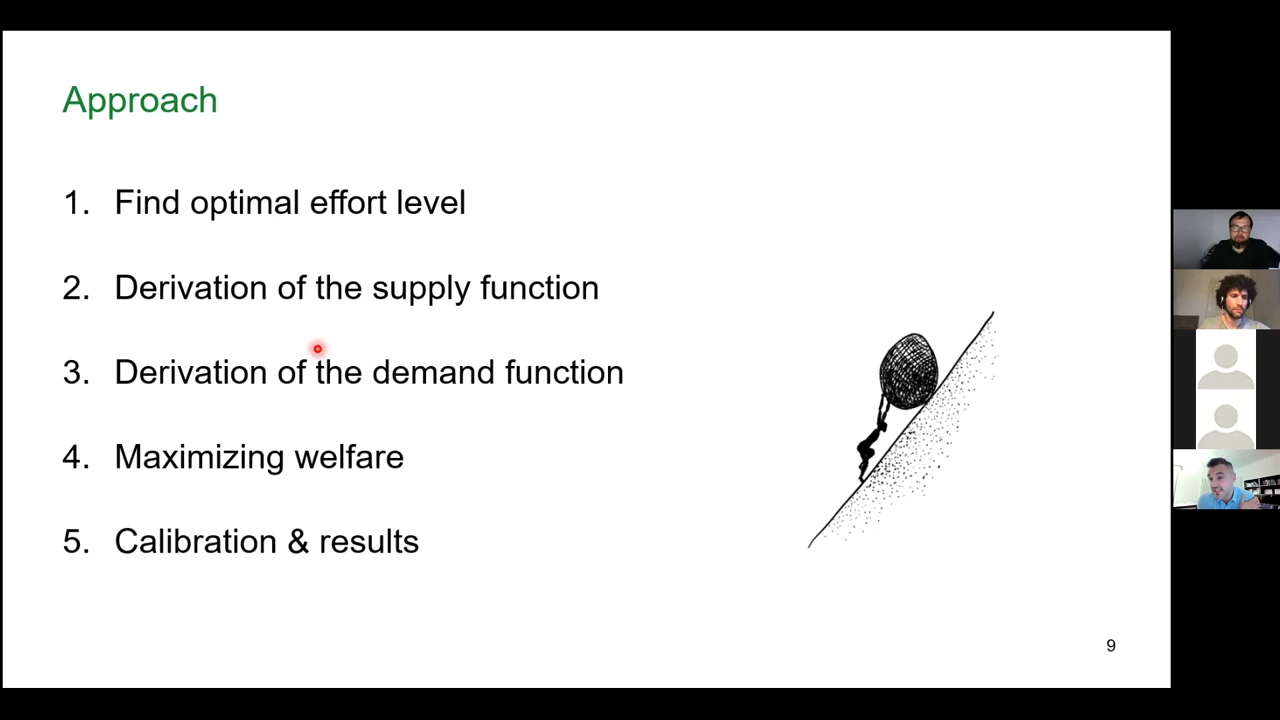 Approach
1. Find optimal effort level
2. Derivation of the supply function
3. Derivation of the demand function
4. Maximizing welfare
5. Calibration & results
9